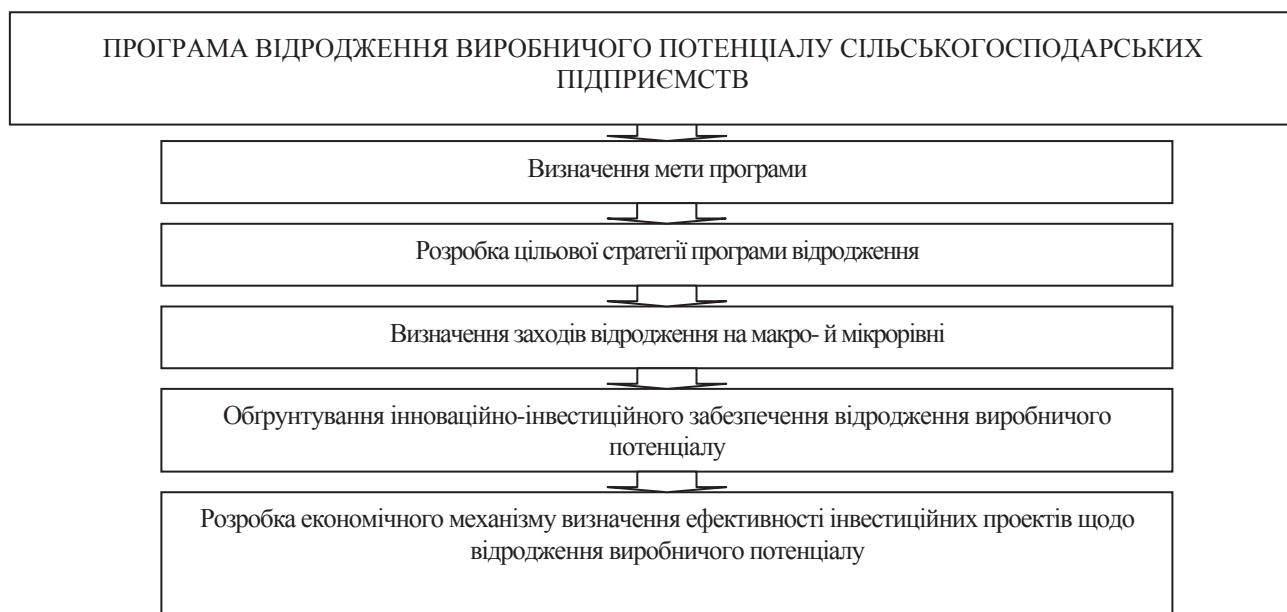 ПРОГРАМА ВІДРОДЖЕННЯ ВИРОБНИЧОГО ПОТЕНЦІАЛУ СІЛЬСЬКОГОСПОДАРСЬКИХ
ПІДПРИЄМСТВ
Визначення мети програми
Розробка цільової стратегії програми відродження
Визначення заходів відродження на макро- й мікрорівні
Обґрунтування інноваційно-інвестиційного забезпечення відродження виробничого
потенціалу
Розробка економічного механізму визначення ефективності інвестиційних проектів щодо
відродження виробничого потенціалу